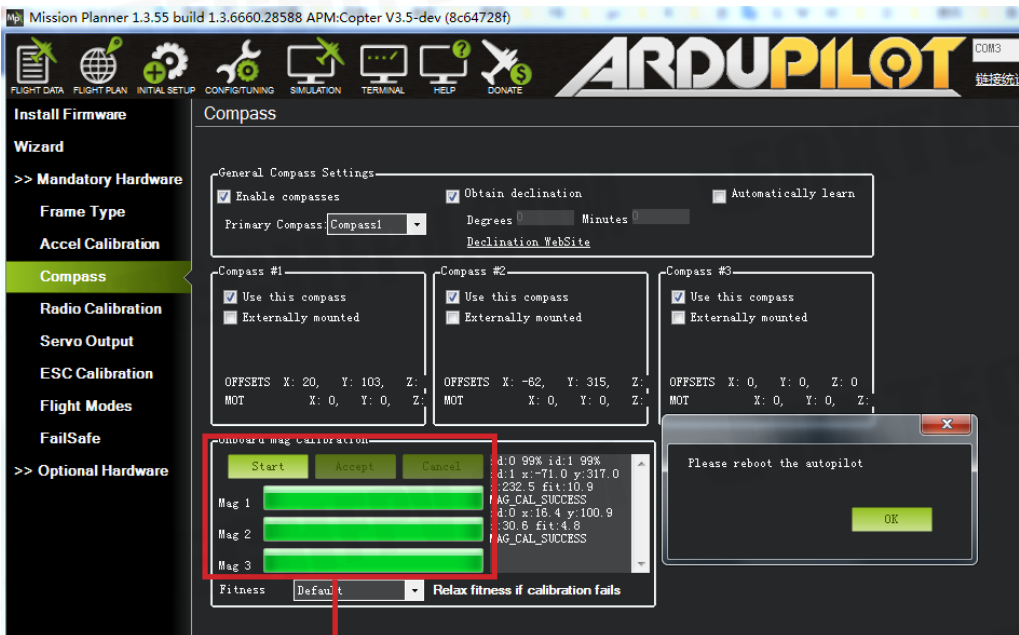 Mission Planner 1.3.55 build 1.3.6660.28588 APM:Copter V3.5-dev (8c64728f)
FLIGHT DATA FLIGHT PLAN INITIAL SETUP CONFIG/TUNING SIMULATION TERMINAL HELP DONATE
ARDUPILOT
COM3
Install Firmware
Compass
Wizard
>> Mandatory Hardware
Frame Type
Accel Calibration
Compass
Radio Calibration
Servo Output
ESC Calibration
Flight Modes
FailSafe
>> Optional Hardware
General Compass Settings
Enable compasses
Obtain declination
Automatically learn
Primary Compass: Compass1
Degrees 0 Minutes 0
Declination WebSite
Compass #1
Use this compass
Externally mounted
OFFSETS X: 20, Y: 103, Z:
MOT X: 0, Y: 0, Z:
Compass #2
Use this compass
Externally mounted
OFFSETS X: -62, Y: 315, Z:
MOT X: 0, Y: 0, Z:
Compass #3
Use this compass
Externally mounted
OFFSETS X: 0, Y: 0, Z: 0
MOT X: 0, Y: 0, Z:
Onboard Mag Calibration
Start Accept Cancel
Mag 1
Mag 2
Mag 3
id:0 99% id:1 99%
id:1 x:-71.0 y:317.0
:232.5 fit:10.9
MAG_CAL_SUCCESS
id:0 x:16.4 y:100.9
:30.6 fit:4.8
MAG_CAL_SUCCESS
Fitness Default Relax fitness if calibration fails
Please reboot the autopilot
OK